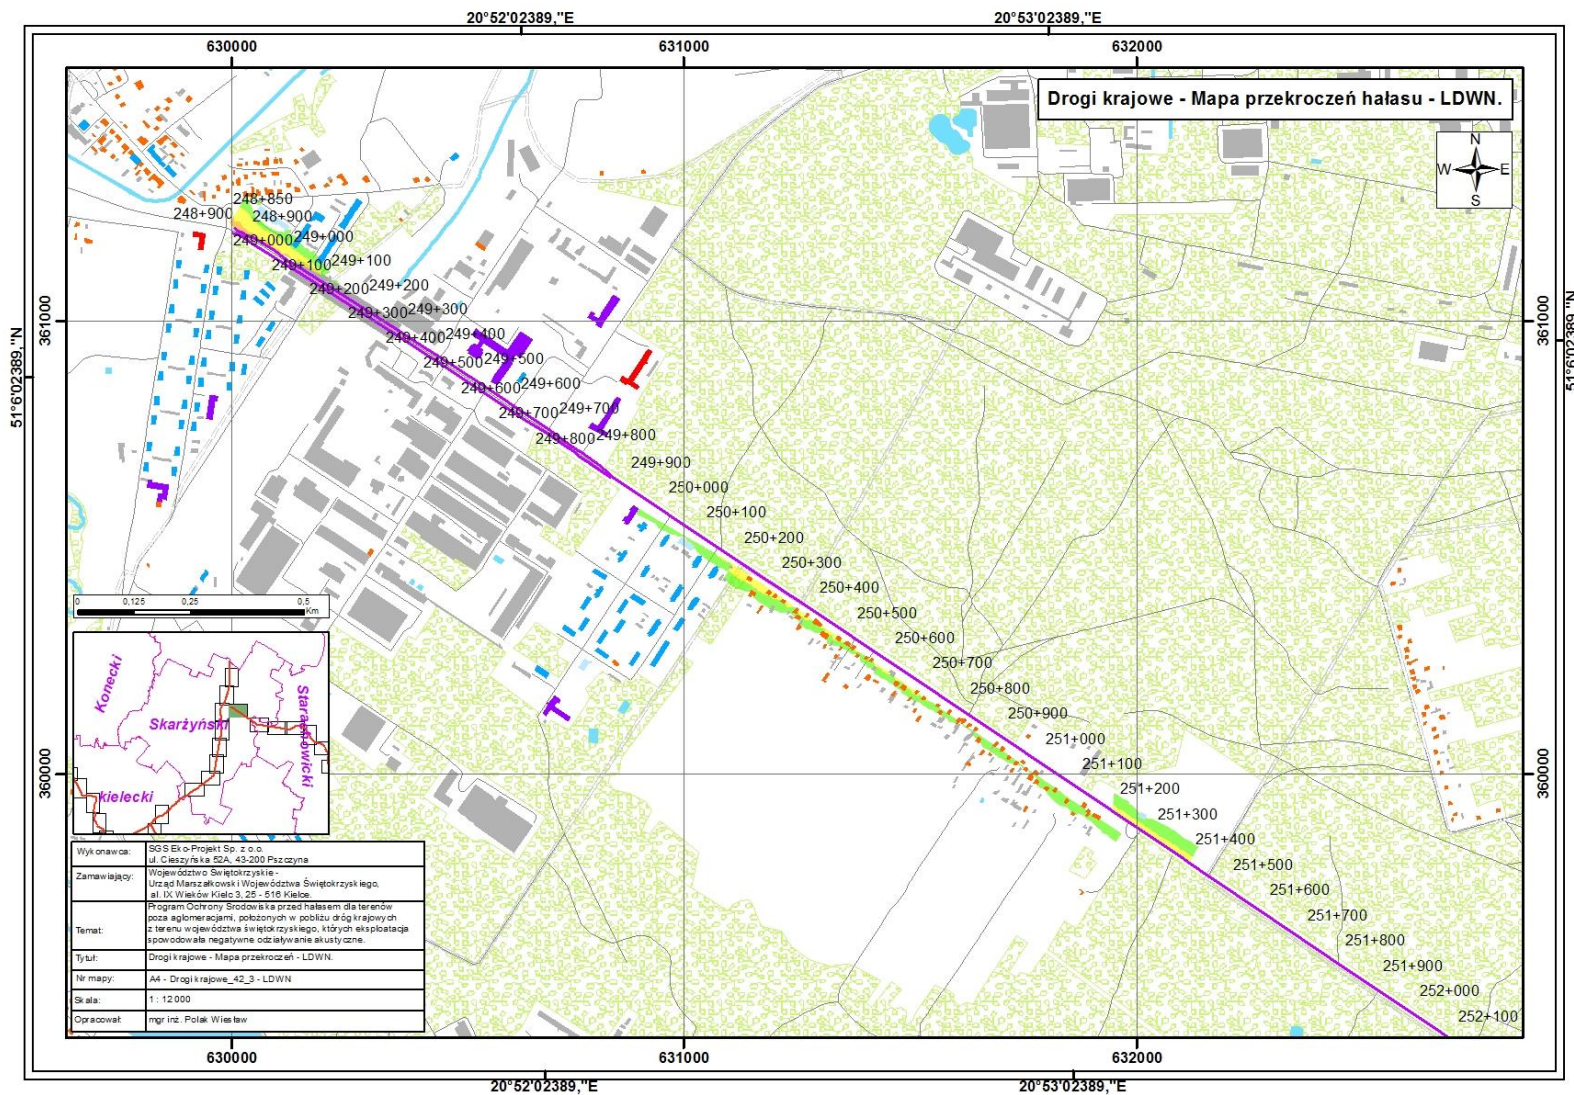 20°52'02389,"E
20°53'02389,"E
630000
631000
632000
Drogi krajowe - Mapa przekroczeń hałasu - LDWN.
N
W
E
S
361000
51°6'02389,"N
361000
51°6'02389,"N
248+850
248+900
248+900
249+000
249+000
249+100
249+100
249+200
249+200
249+300
249+300
249+400
249+400
249+500
249+500
249+600
249+600
249+700
249+700
249+800
249+800
249+900
250+000
250+100
250+200
250+300
250+400
250+500
250+600
250+700
250+800
250+900
251+000
251+100
251+200
251+300
251+400
251+500
251+600
251+700
251+800
251+900
252+000
252+100
0
0,125
0,25
0,5
Km
Konecki
Skarżyński
Starachowicki
kielecki
360000
360000
Wykonawca:
SGS Eko-Projekt Sp. z o.o.
ul. Cieszyńska 52A, 43-200 Pszczyna
Zamawiający:
Województwo Świętokrzyskie -
Urząd Marszałkowski Województwa Świętokrzyskiego,
al. IX Wieków Kielc 3, 25 - 516 Kielce.
Temat:
Program Ochrony Środowiska przed hałasem dla terenów
poza aglomeracjami, położonych w pobliżu dróg krajowych
z terenu województwa świętokrzyskiego, których eksploatacja
spowodowała negatywne odziaływanie akustyczne.
Tytuł:
Drogi krajowe - Mapa przekroczeń - LDWN.
Nr mapy:
A4 - Drogi krajowe_42_3 - LDWN
Skala:
1 : 12 000
Opracował:
mgr inż. Polak Wiesław
630000
631000
632000
20°52'02389,"E
20°53'02389,"E